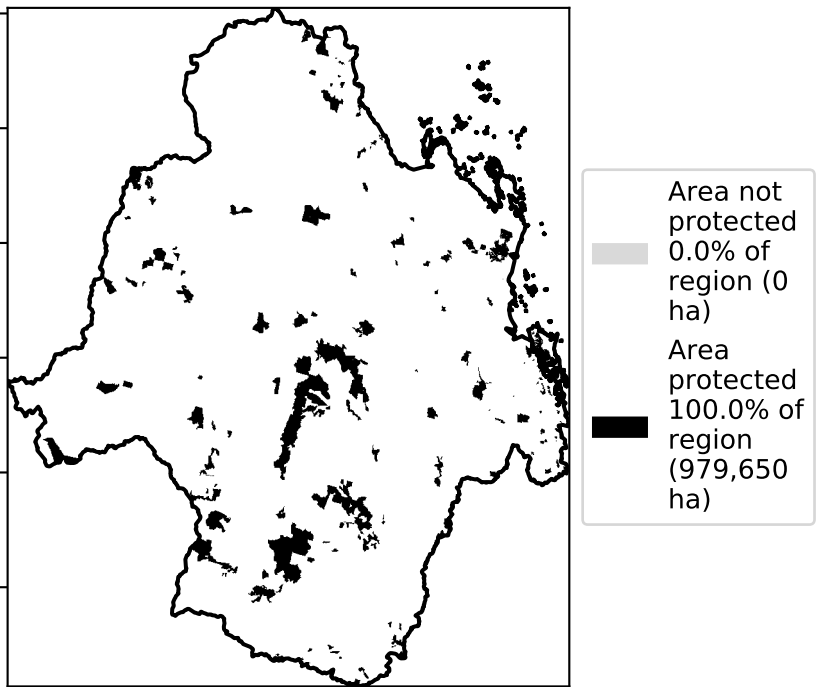 Area not
protected
0.0% of
region (0
ha)
Area
protected
100.0% of
region
(979,650
ha)